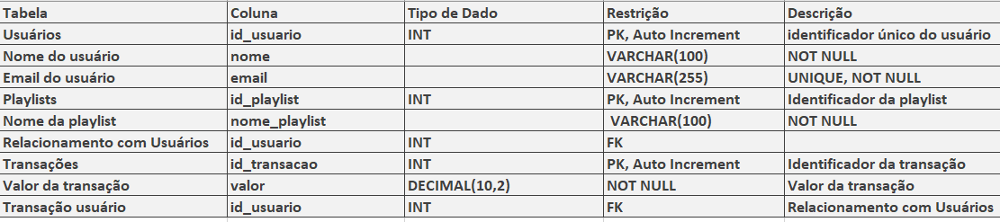 Tabela Coluna Tipo de Dado Restrição Descrição
Usuários id_usuario INT PK, Auto Increment identificador único do usuário
Nome do usuário nome VARCHAR(100) NOT NULL
Email do usuário email VARCHAR(255) UNIQUE, NOT NULL
Playlists id_playlist INT PK, Auto Increment Identificador da playlist
Nome da playlist nome_playlist VARCHAR(100) NOT NULL
Relacionamento com Usuários id_usuario INT FK
Transações id_transacao INT PK, Auto Increment Identificador da transação
Valor da transação valor DECIMAL(10,2) NOT NULL Valor da transação
Transação usuário id_usuario INT FK Relacionamento com Usuários